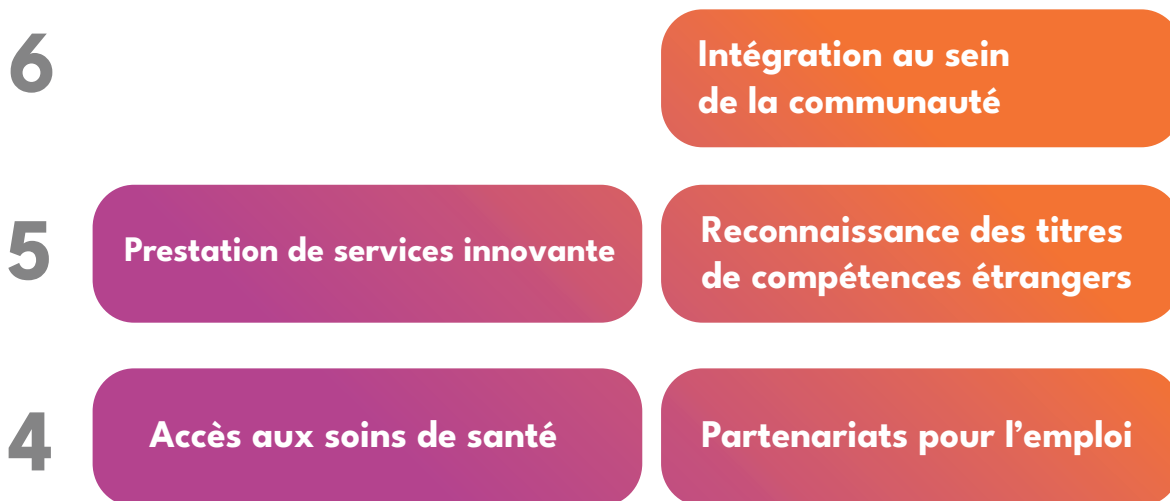 6
Intégration au sein
de la communauté
5
Prestation de services innovante
Reconnaissance des titres
de compétences étrangers
4
Accès aux soins de santé
Partenariats pour l’emploi